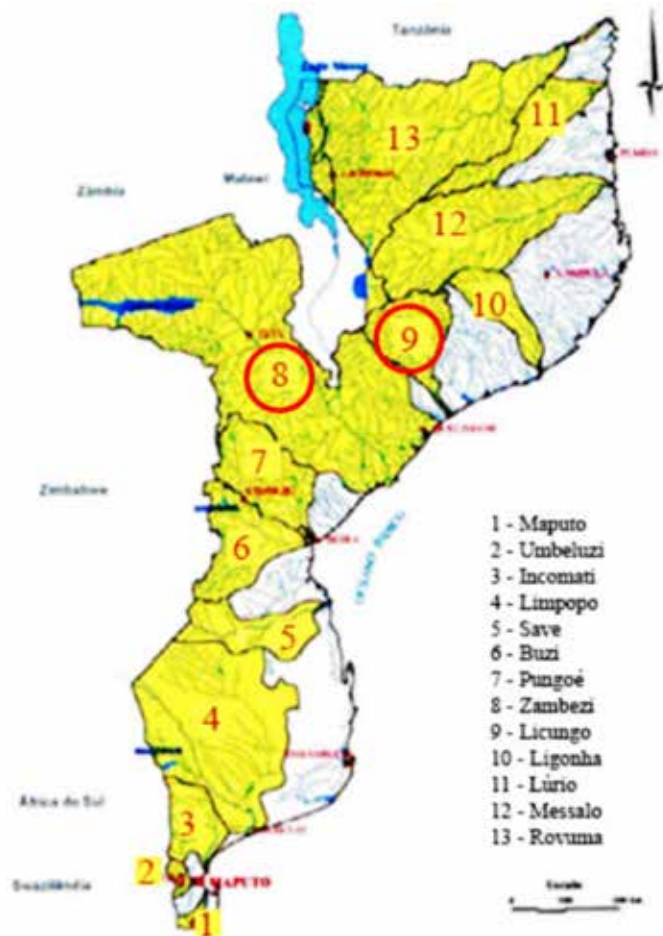 Tanzânia
13
11
Malawi
Zâmbia
12
10
9
8
7
Zimbabwe
6
5
4
África do Sul
3
2
MAPUTO
Swazilândia
1
1 - Maputo
2 - Umbeluzi
3 - Incomati
4 - Limpopo
5 - Save
6 - Buzi
7 - Pungoé
8 - Zambezi
9 - Licungo
10 - Ligonha
11 - Lúrio
12 - Messalo
13 - Rovuma